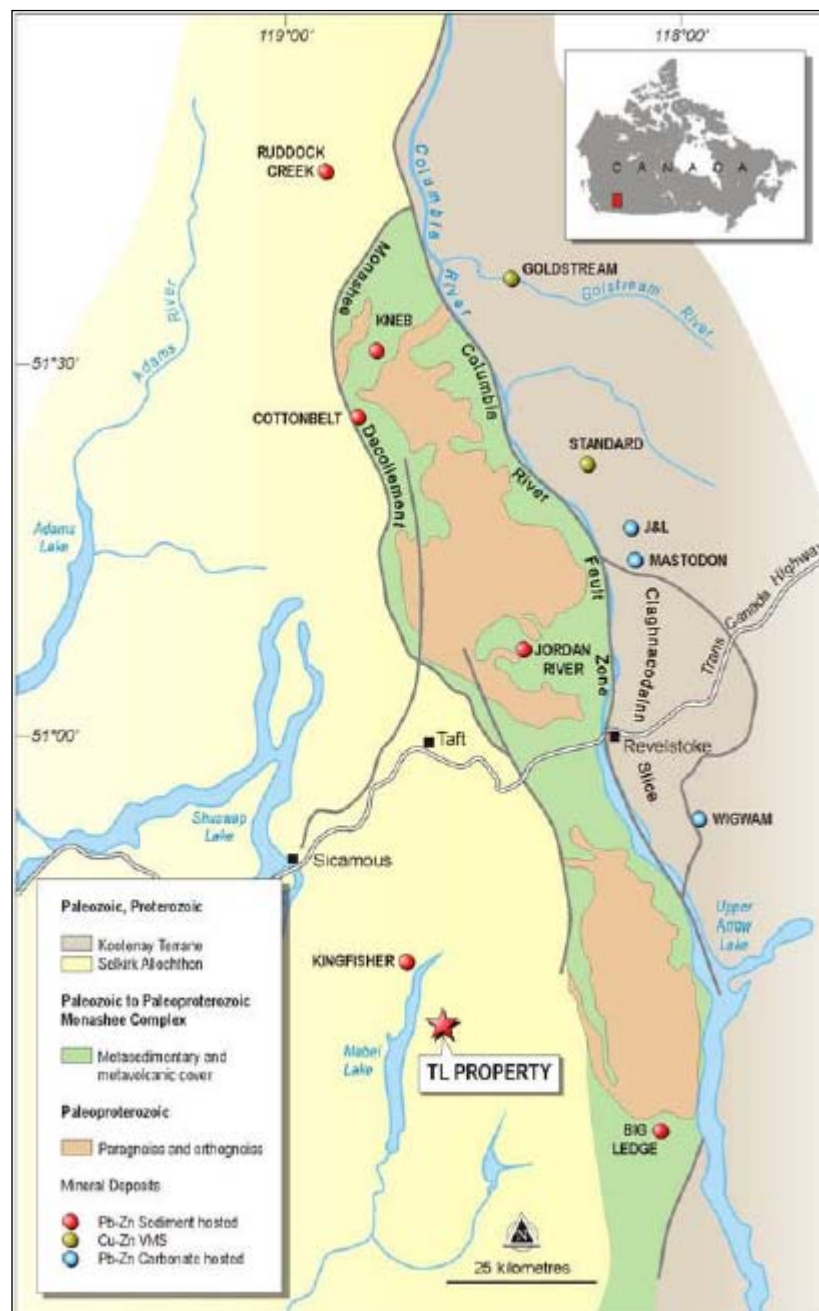 119°00'
118°00'
CANADA
RUDDOCK
CREEK
Columbia
River
GOLDSTREAM
Golstream
River
Monashee
KNEB
Adams
River
51°30'
COTTONBELT
Decollement
Columbia
River
Fault
Zone
STANDARD
J&L
MASTODON
Trans Canada Highway
Adams
Lake
JORDAN
RIVER
Slice
51°00'
Taft
Revelstoke
Shuswap
Lake
Sicamous
WIGWAM
Upper
Arrow
Lake
KINGFISHER
Mabel
Lake
TL PROPERTY
BIG
LEDGE
N
25 kilometres
Paleozoic, Proterozoic
Kootenay Terrane
Selkirk Allochthon
Paleozoic to Paleoproterozoic
Monashee Complex
Metasedimentary and
metavolcanic cover
Paleoproterozoic
Paragneiss and orthogneiss
Mineral Deposits
Pb-Zn Sediment hosted
Cu-Zn VMS
Pb-Zn Carbonate hosted